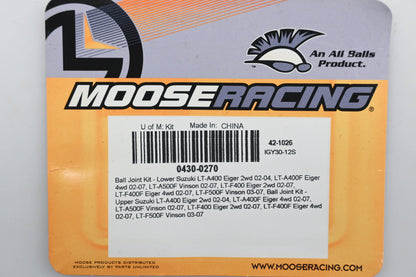 An All Balls
Product.
MOOSERACING
U of M: Kit Made In: CHINA
42-1026
IGY30-12S
0430-0270
Ball Joint Kit - Lower Suzuki LT-A400 Eiger 2wd 02-04, LT-A400F Eiger
4wd 02-07, LT-A500F Vinson 02-07, LT-F400 Eiger 2wd 02-07,
LT-F400F Eiger 4wd 02-07, LT-F500F Vinson 03-07, Ball Joint Kit -
Upper Suzuki LT-A400 Eiger 2wd 02-04, LT-A400F Eiger 4wd 02-07,
LT-A500F Vinson 02-07, LT-F400 Eiger 2wd 02-07, LT-F400F Eiger 4wd
02-07, LT-F500F Vinson 03-07
MOOSE PRODUCTS DISTRIBUTED
EXCLUSIVELY BY PARTS UNLIMITED
WWW.MOOSERACING.COM